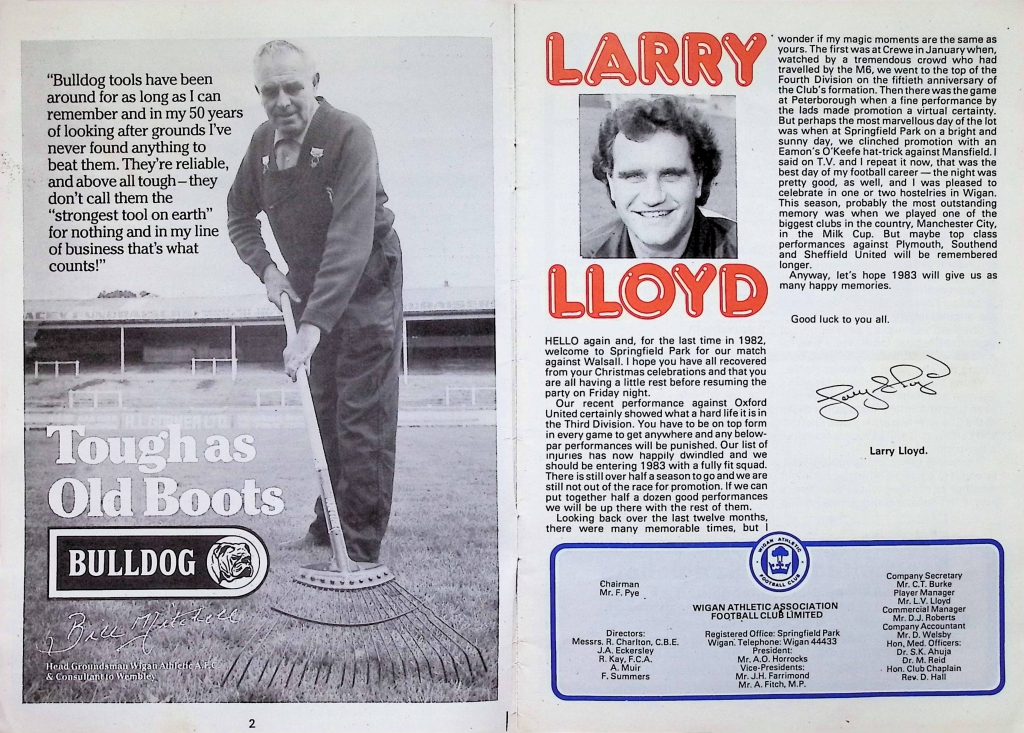 "Bulldog tools have been
around for as long as I can
remember and in my 50 years
of looking after grounds I've
never found anything to
beat them. They're reliable,
and above all tough – they
don't call them the
"strongest tool on earth"
for nothing and in my line
of business that's what
counts!"
Tough as
Old Boots
BULLDOG
Bill Mitchell
Head Groundsman Wigan Athletic A.F.C
& Consultant to Wembley
2
LARRY
LLOYD
HELLO again and, for the last time in 1982,
welcome to Springfield Park for our match
against Walsall. I hope you have all recovered
from your Christmas celebrations and that you
are all having a little rest before resuming the
party on Friday night.
Our recent performance against Oxford
United certainly showed what a hard life it is in
the Third Division. You have to be on top form
in every game to get anywhere and any below-
par performances will be punished. Our list of
injuries has now happily dwindled and we
should be entering 1983 with a fully fit squad.
There is still over half a season to go and we are
still not out of the race for promotion. If we can
put together half a dozen good performances
we will be up there with the rest of them.
Looking back over the last twelve months,
there were many memorable times, but I
wonder if my magic moments are the same as
yours. The first was at Crewe in January when,
watched by a tremendous crowd who had
travelled by the M6, we went to the top of the
Fourth Division on the fiftieth anniversary of
the Club's formation. Then there was the game
at Peterborough when a fine performance by
the lads made promotion a virtual certainty.
But perhaps the most marvellous day of the lot
was when at Springfield Park on a bright and
sunny day, we clinched promotion with an
Eamon's O'Keefe hat-trick against Mansfield. I
said on T.V. and I repeat it now, that was the
best day of my football career — the night was
pretty good, as well, and I was pleased to
celebrate in one or two hostelries in Wigan.
This season, probably the most outstanding
memory was when we played one of the
biggest clubs in the country, Manchester City,
in the Milk Cup. But maybe top class
performances against Plymouth, Southend
and Sheffield United will be remembered
longer.
Anyway, let's hope 1983 will give us as
many happy memories.
Good luck to you all.
Larry Lloyd
Larry Lloyd.
WIGAN ATHLETIC
FOOTBALL CLUB
Chairman
Mr. F. Pye
Directors:
Messrs. R. Charlton, C.B.E.
J.A. Eckersley
R. Kay, F.C.A.
A. Muir
F. Summers
WIGAN ATHLETIC ASSOCIATION
FOOTBALL CLUB LIMITED
Registered Office: Springfield Park
Wigan. Telephone: Wigan 44433
President:
Mr. A.O. Horrocks
Vice-Presidents:
Mr. J.H. Farrimond
Mr. A. Fitch, M.P.
Company Secretary
Mr. C.T. Burke
Player Manager
Mr. L.V. Lloyd
Commercial Manager
Mr. D.J. Roberts
Company Accountant
Mr. D. Welsby
Hon. Med. Officers:
Dr. S.K. Ahuja
Dr. M. Reid
Hon. Club Chaplain
Rev. D. Hall